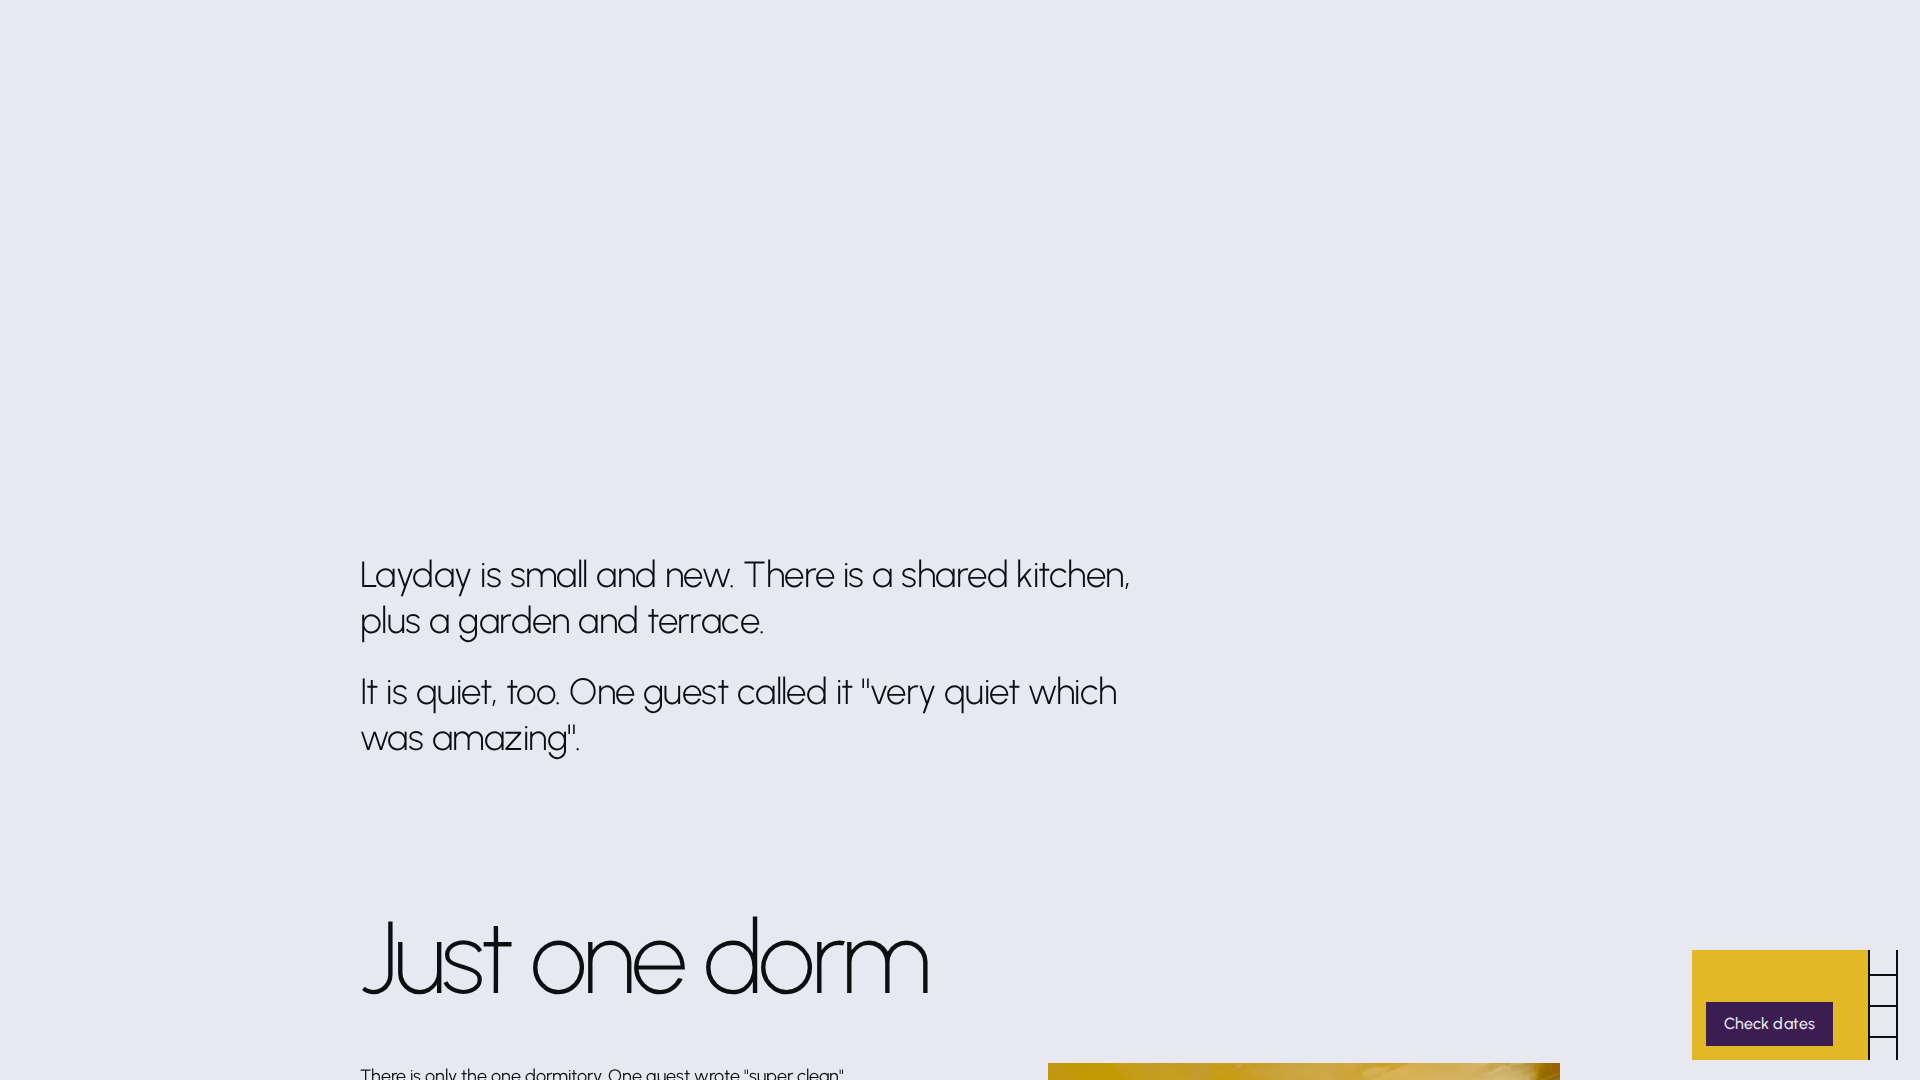 Layday is small and new. There is a shared kitchen,
plus a garden and terrace.
It is quiet, too. One guest called it "very quiet which
was amazing".
Just one dorm
Check dates
There is only the one dormitory. One guest wrote "super clean"